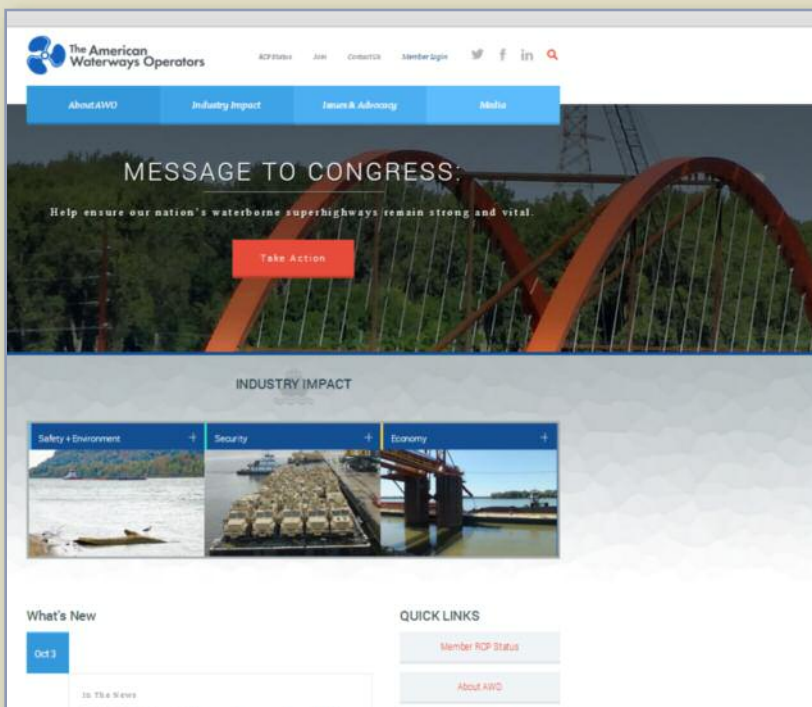 The American
Waterways Operators
RCP Status Join Contact Us Member Login
f in
About AWO Industry Impact Issues & Advocacy Media
MESSAGE TO CONGRESS:
Help ensure our nation's waterborne superhighways remain strong and vital.
Take Action
INDUSTRY IMPACT
Safety + Environment + Security + Economy +
What's New
QUICK LINKS
Member RCP Status
Oct 3
About AWO
In The News